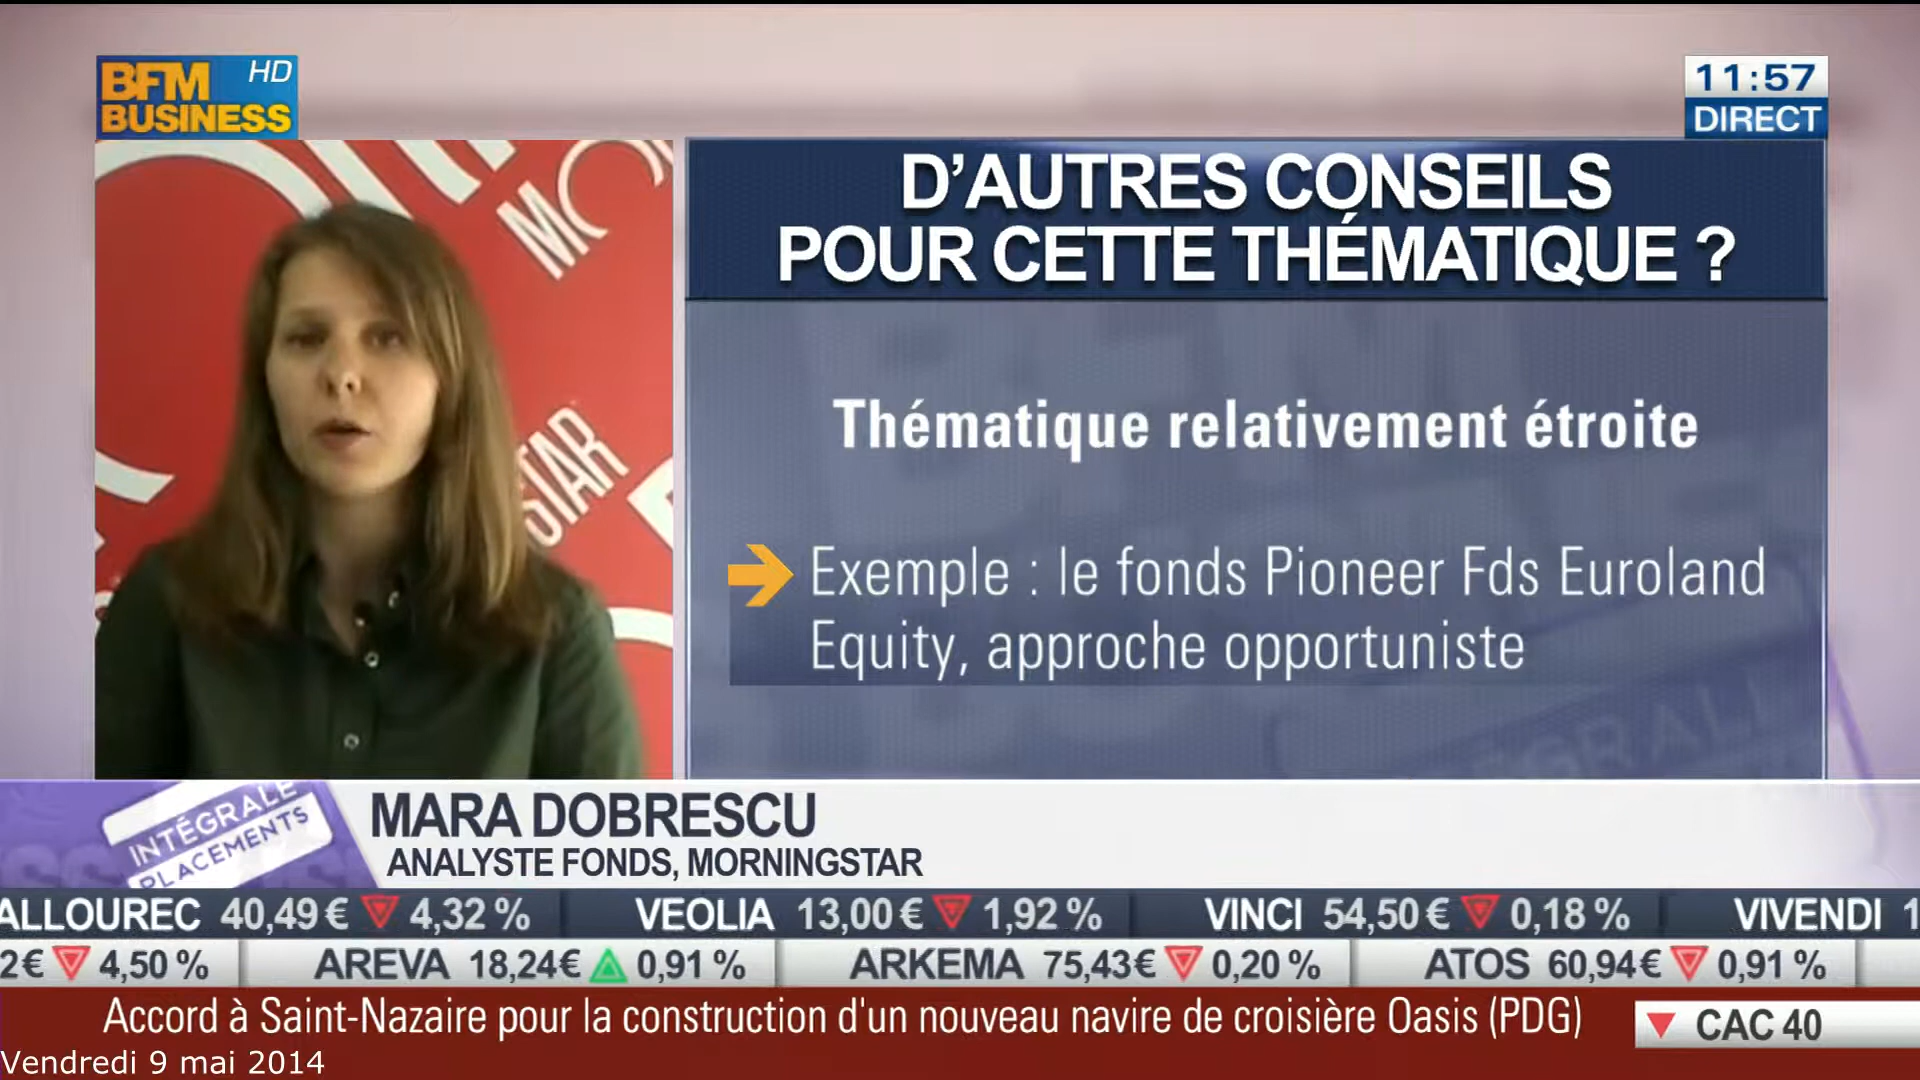 BFM
BUSINESS
HD
11:57
DIRECT
D'AUTRES CONSEILS
POUR CETTE THÉMATIQUE ?
Thématique relativement étroite
Exemple : le fonds Pioneer Fds Euroland
Equity, approche opportuniste
STAR
INTÉGRALE
PLACEMENTS
MARA DOBRESCU
ANALYSTE FONDS, MORNINGSTAR
ALLOUREC 40,49 € 4,32 % VEOLIA 13,00 € 1,92 % VINCI 54,50 € 0,18 % VIVENDI 1
2€ 4,50 % AREVA 18,24€ 0,91 % ARKEMA 75,43€ 0,20 % ATOS 60,94€ 0,91 %
Accord à Saint-Nazaire pour la construction d'un nouveau navire de croisière Oasis (PDG)
CAC 40
Vendredi 9 mai 2014